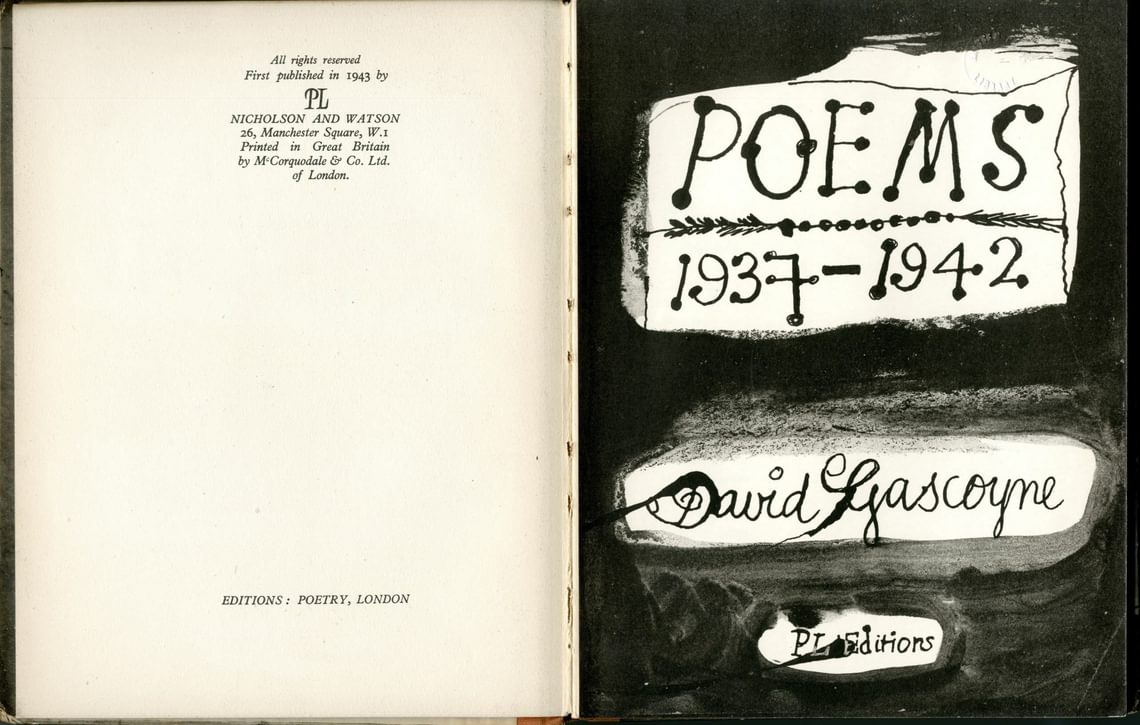 All rights reserved
First published in 1943 by
PL
NICHOLSON AND WATSON
26, Manchester Square, W.1
Printed in Great Britain
by McCorquodale & Co. Ltd.
of London.
EDITIONS: POETRY, LONDON
POEMS
1937-1942
David Gascoyne
PL Editions